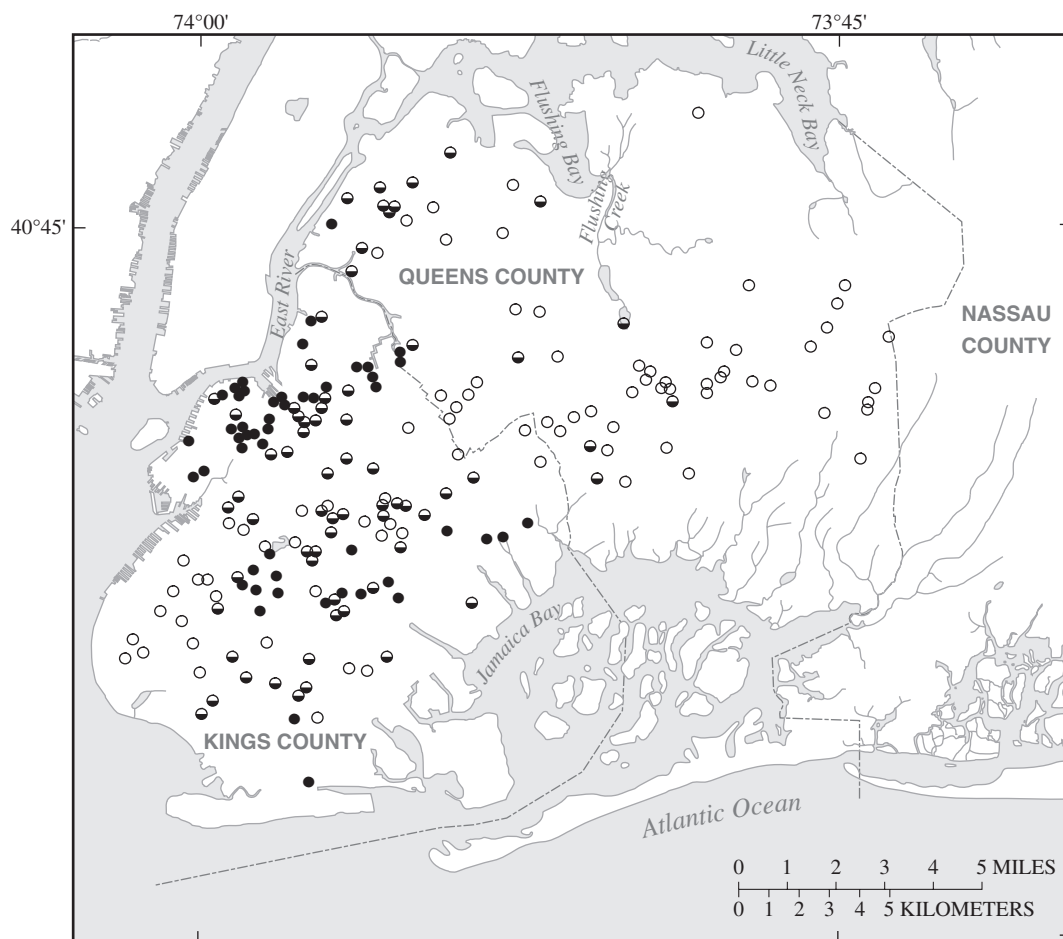 74°00'
73°45'
Little Neck Bay
Flushing Bay
Flushing
Creek
40°45'
East River
QUEENS COUNTY
NASSAU
COUNTY
Jamaica Bay
KINGS COUNTY
Atlantic Ocean
0 1 2 3 4 5 MILES
0 1 2 3 4 5 KILOMETERS